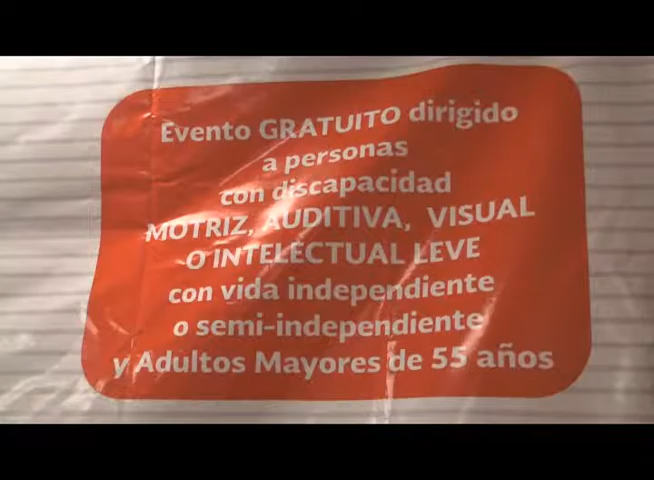 Evento GRATUITO dirigido
a personas
con discapacidad
MOTRIZ, AUDITIVA, VISUAL
O INTELECTUAL LEVE
con vida independiente
o semi-independiente
y Adultos Mayores de 55 años